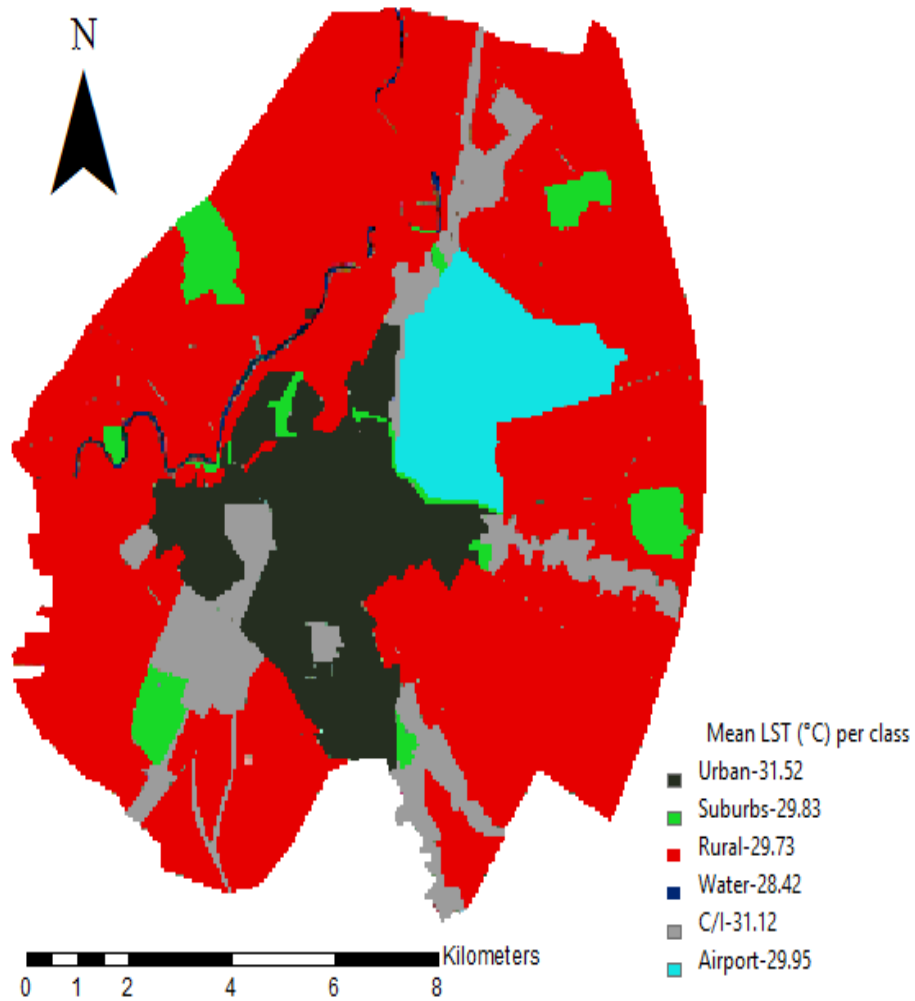 N
Mean LST (°C) per class
Urban-31.52
Suburbs-29.83
Rural-29.73
Water-28.42
C/I-31.12
Airport-29.95
Kilometers
0 1 2 4 6 8